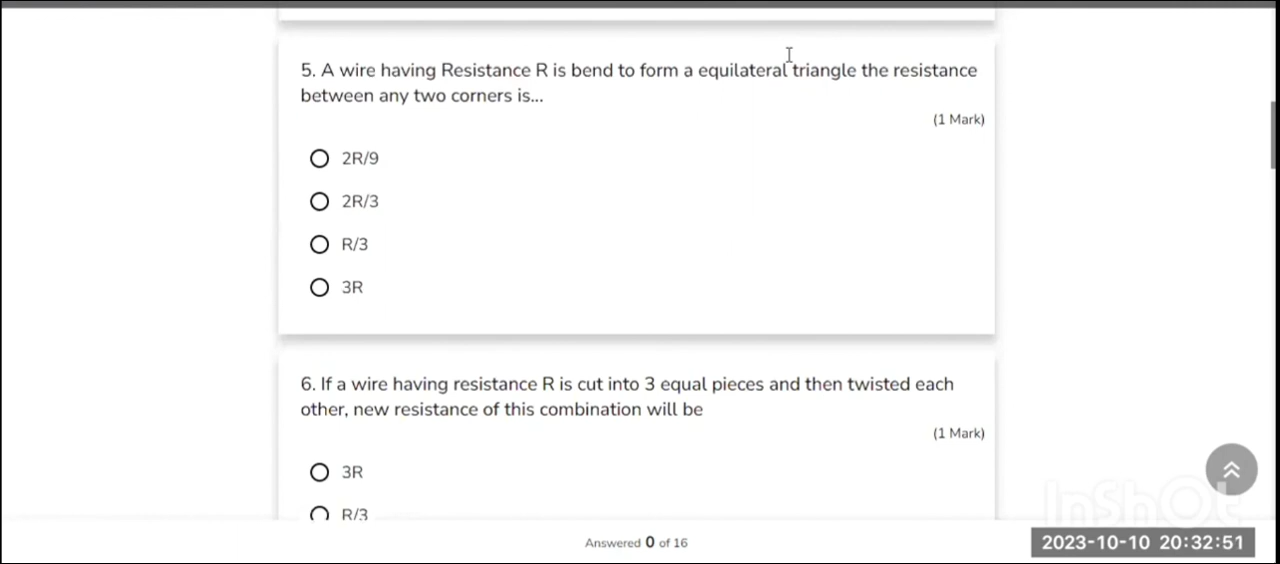 5. A wire having Resistance R is bend to form a equilateral triangle the resistance
between any two corners is...
(1 Mark)
2R/9
2R/3
R/3
3R
6. If a wire having resistance R is cut into 3 equal pieces and then twisted each
other, new resistance of this combination will be
(1 Mark)
3R
R/3
InShOt
Answered 0 of 16
2023-10-10 20:32:51